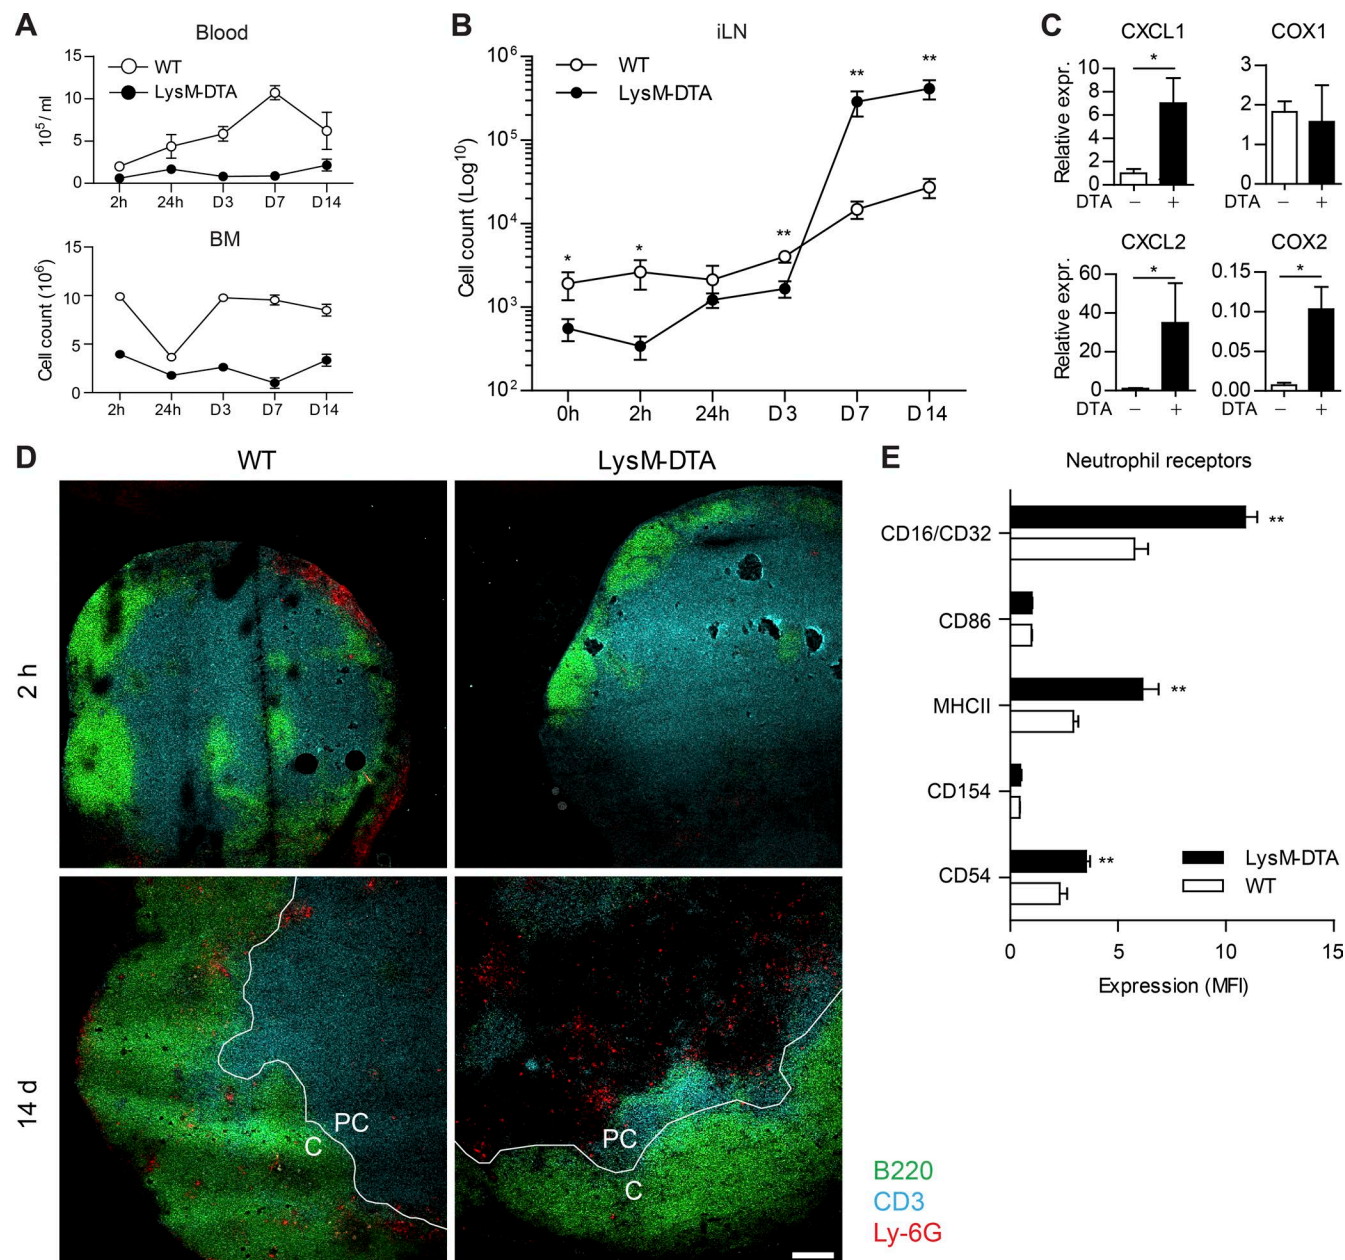 A
Blood
15
10
5
0
10⁵/ ml
WT
LysM-DTA
2h 24h D3 D7 D14
BM
15
10
5
0
Cell count (10⁶)
2h 24h D3 D7 D14
B
iLN
10⁶
10⁵
10⁴
10³
10²
Cell count (Log¹⁰)
WT
LysM-DTA
* * ** ** **
0h 2h 24h D3 D7 D14
C
CXCL1
Relative expr.
10
8
6
4
2
0
*
DTA − +
COX1
3
2
1
0
DTA − +
CXCL2
Relative expr.
60
40
20
0
*
DTA − +
COX2
0.15
0.10
0.05
0.00
*
DTA − +
D
WT LysM-DTA
2 h
14 d
PC
C
PC
C
B220
CD3
Ly-6G
E
Neutrophil receptors
CD16/CD32 **
CD86
MHCII **
CD154
CD54 **
LysM-DTA
WT
0 5 10 15
Expression (MFI)